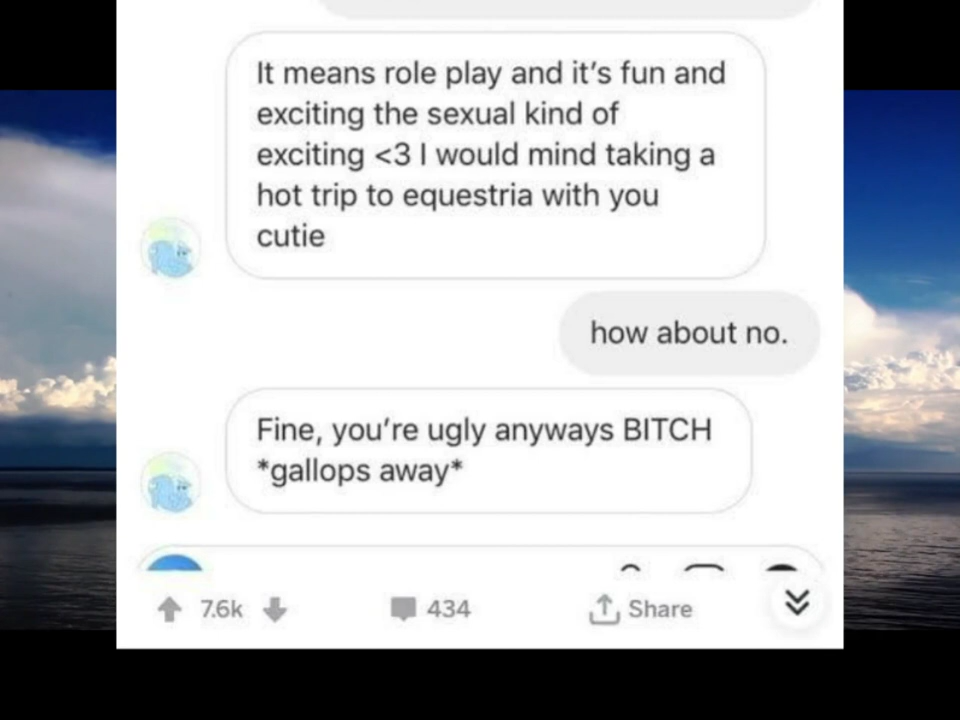 It means role play and it's fun and
exciting the sexual kind of
exciting <3 I would mind taking a
hot trip to equestria with you
cutie
how about no.
Fine, you're ugly anyways BITCH
*gallops away*
7.6k
434
Share